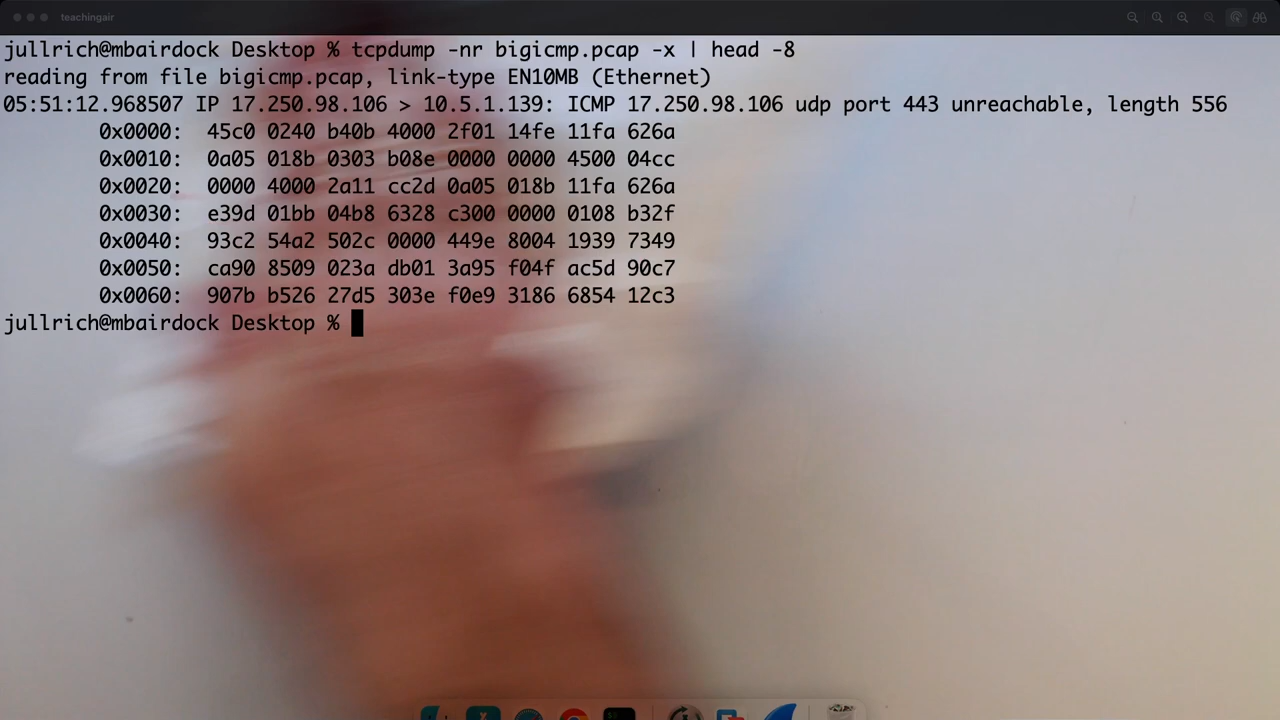 teachingair
jullrich@mbairdock Desktop % tcpdump -nr bigicmp.pcap -x | head -8
reading from file bigicmp.pcap, link-type EN10MB (Ethernet)
05:51:12.968507 IP 17.250.98.106 > 10.5.1.139: ICMP 17.250.98.106 udp port 443 unreachable, length 556
0x0000: 45c0 0240 b40b 4000 2f01 14fe 11fa 626a
0x0010: 0a05 018b 0303 b08e 0000 0000 4500 04cc
0x0020: 0000 4000 2a11 cc2d 0a05 018b 11fa 626a
0x0030: e39d 01bb 04b8 6328 c300 0000 0108 b32f
0x0040: 93c2 54a2 502c 0000 449e 8004 1939 7349
0x0050: ca90 8509 023a db01 3a95 f04f ac5d 90c7
0x0060: 907b b526 27d5 303e f0e9 3186 6854 12c3
jullrich@mbairdock Desktop %